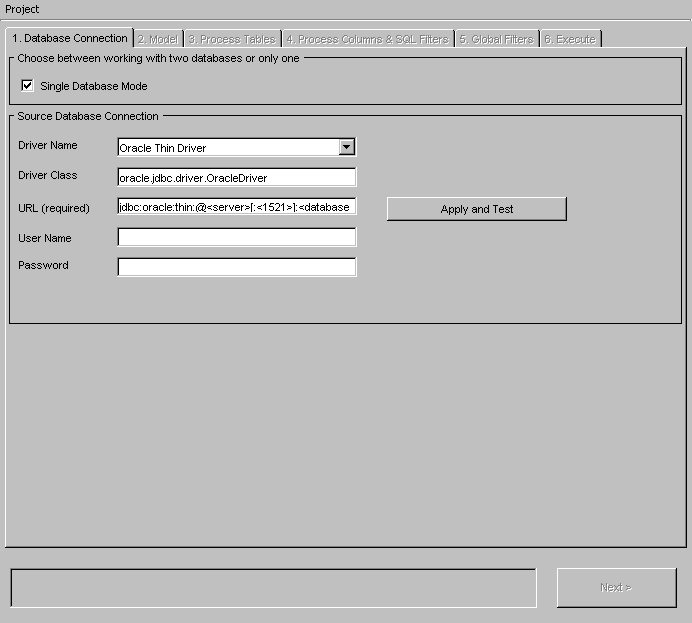 Project
1. Database Connection 2. Model 3. Process Tables 4. Process Columns & SQL Filters 5. Global Filters 6. Execute
Choose between working with two databases or only one
Single Database Mode
Source Database Connection
Driver Name Oracle Thin Driver
Driver Class oracle.jdbc.driver.OracleDriver
URL (required) jdbc:oracle:thin:@<server>[:<1521>]:<database Apply and Test
User Name
Password
Next >